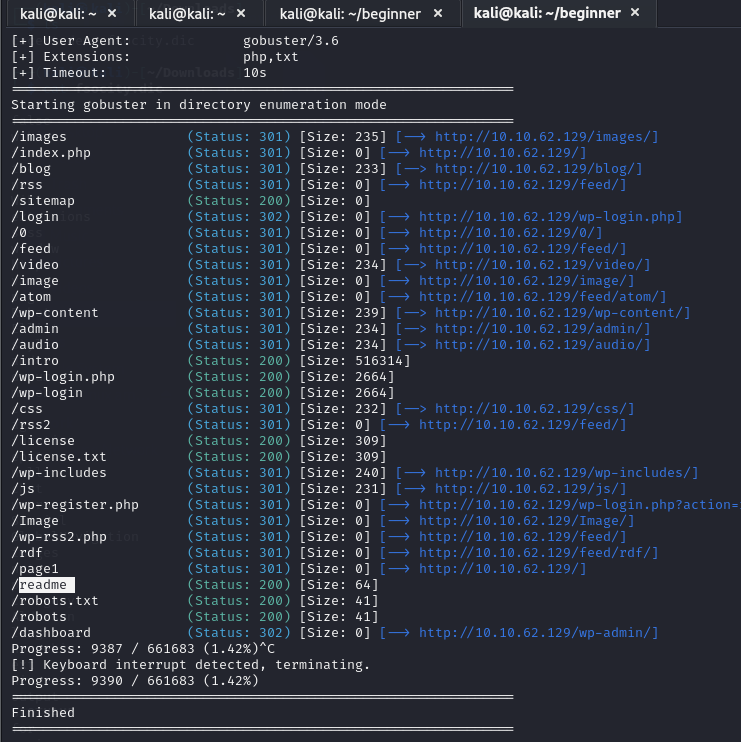 kali@kali: ~ × kali@kali: ~ × kali@kali: ~/beginner × kali@kali: ~/beginner ×
[+] User Agent: gobuster/3.6
[+] Extensions: php,txt
[+] Timeout: 10s
===============================================================
Starting gobuster in directory enumeration mode
===============================================================
/images (Status: 301) [Size: 235] [--> http://10.10.62.129/images/]
/index.php (Status: 301) [Size: 0] [--> http://10.10.62.129/]
/blog (Status: 301) [Size: 233] [--> http://10.10.62.129/blog/]
/rss (Status: 301) [Size: 0] [--> http://10.10.62.129/feed/]
/sitemap (Status: 200) [Size: 0]
/login (Status: 302) [Size: 0] [--> http://10.10.62.129/wp-login.php]
/0 (Status: 301) [Size: 0] [--> http://10.10.62.129/0/]
/feed (Status: 301) [Size: 0] [--> http://10.10.62.129/feed/]
/video (Status: 301) [Size: 234] [--> http://10.10.62.129/video/]
/image (Status: 301) [Size: 0] [--> http://10.10.62.129/image/]
/atom (Status: 301) [Size: 0] [--> http://10.10.62.129/feed/atom/]
/wp-content (Status: 301) [Size: 239] [--> http://10.10.62.129/wp-content/]
/admin (Status: 301) [Size: 234] [--> http://10.10.62.129/admin/]
/audio (Status: 301) [Size: 234] [--> http://10.10.62.129/audio/]
/intro (Status: 200) [Size: 516314]
/wp-login.php (Status: 200) [Size: 2664]
/wp-login (Status: 200) [Size: 2664]
/css (Status: 301) [Size: 232] [--> http://10.10.62.129/css/]
/rss2 (Status: 301) [Size: 0] [--> http://10.10.62.129/feed/]
/license (Status: 200) [Size: 309]
/license.txt (Status: 200) [Size: 309]
/wp-includes (Status: 301) [Size: 240] [--> http://10.10.62.129/wp-includes/]
/js (Status: 301) [Size: 231] [--> http://10.10.62.129/js/]
/wp-register.php (Status: 301) [Size: 0] [--> http://10.10.62.129/wp-login.php?action=
/Image (Status: 301) [Size: 0] [--> http://10.10.62.129/Image/]
/wp-rss2.php (Status: 301) [Size: 0] [--> http://10.10.62.129/feed/]
/rdf (Status: 301) [Size: 0] [--> http://10.10.62.129/feed/rdf/]
/page1 (Status: 301) [Size: 0] [--> http://10.10.62.129/]
/readme (Status: 200) [Size: 64]
/robots.txt (Status: 200) [Size: 41]
/robots (Status: 200) [Size: 41]
/dashboard (Status: 302) [Size: 0] [--> http://10.10.62.129/wp-admin/]
Progress: 9387 / 661683 (1.42%)^C
[!] Keyboard interrupt detected, terminating.
Progress: 9390 / 661683 (1.42%)
===============================================================
Finished
===============================================================